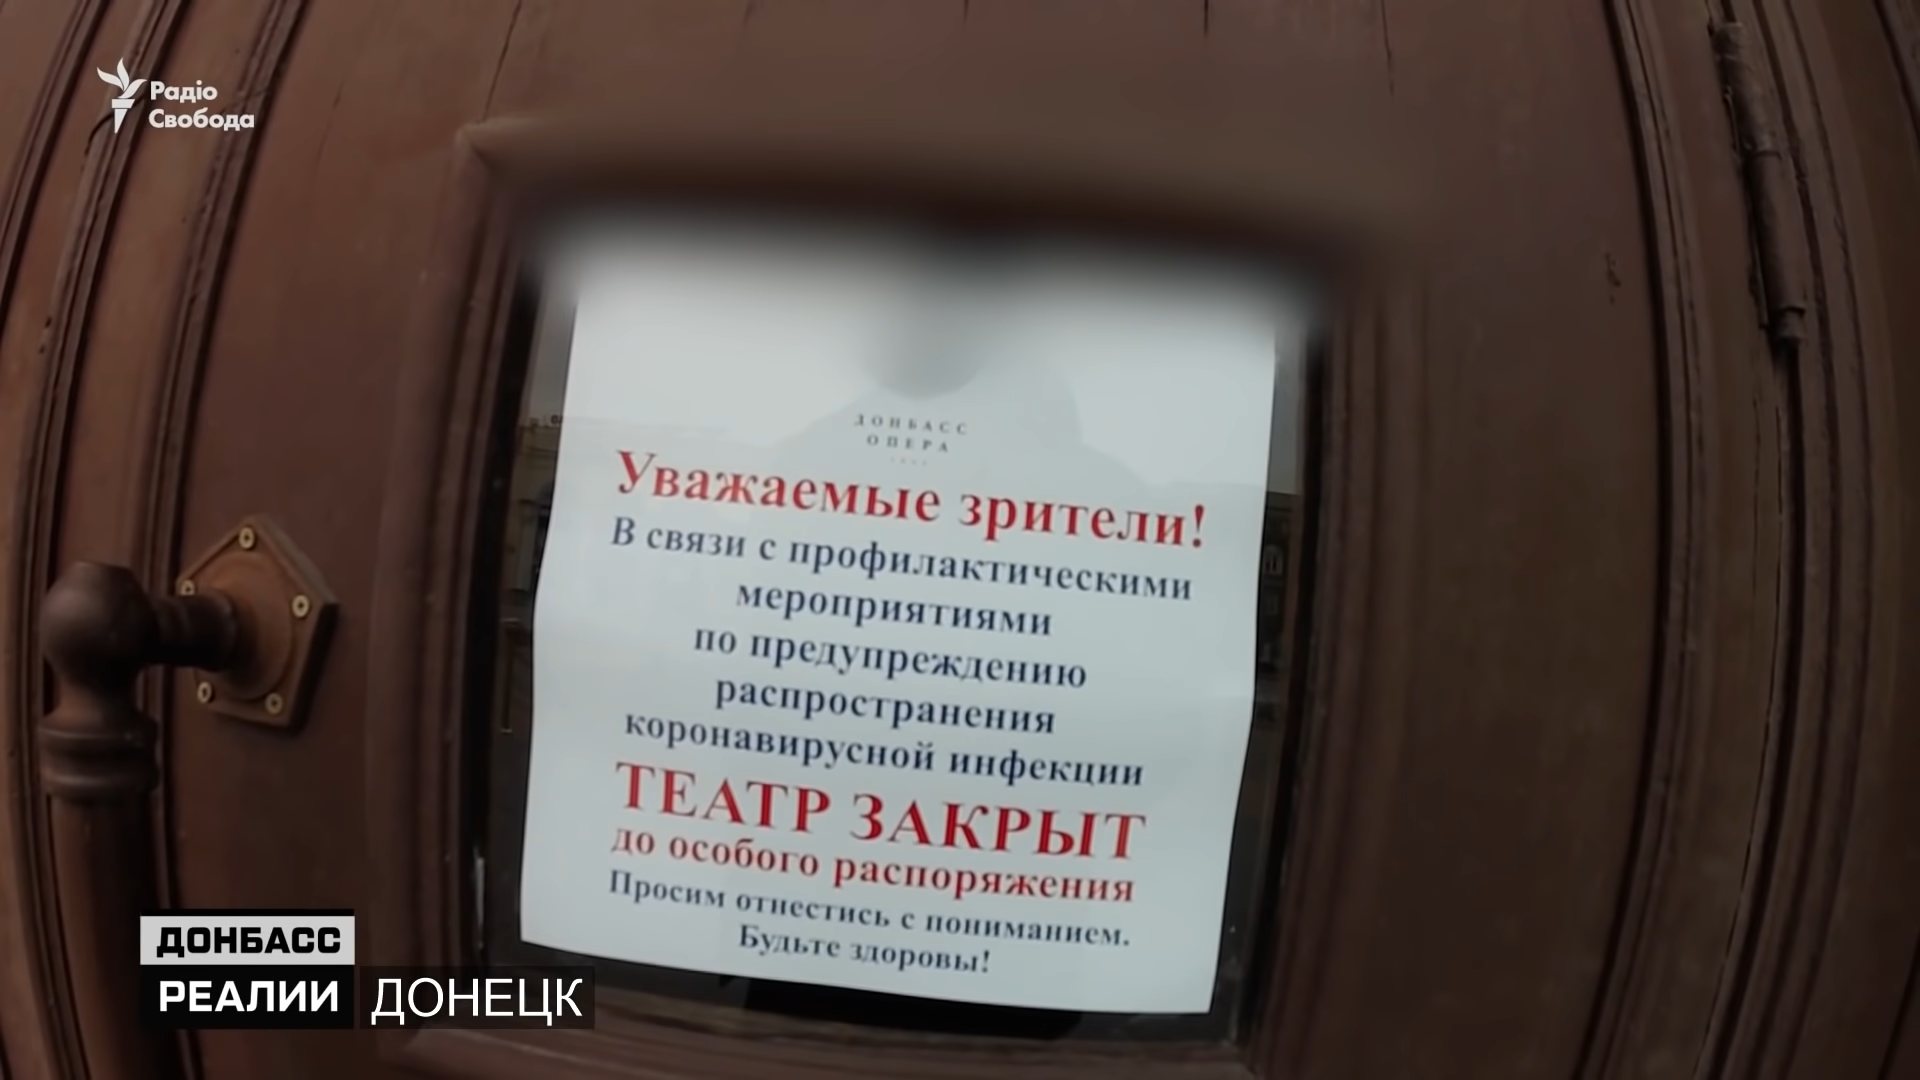 Радіо
Свобода
ДОНБАСС
ОПЕРА
Уважаемые зрители!
В связи с профилактическими
мероприятиями
по предупреждению
распространения
коронавирусной инфекции
ТЕАТР ЗАКРЫТ
до особого распоряжения
Просим отнестись с пониманием.
Будьте здоровы!
ДОНБАСС
РЕАЛИИ
ДОНЕЦК